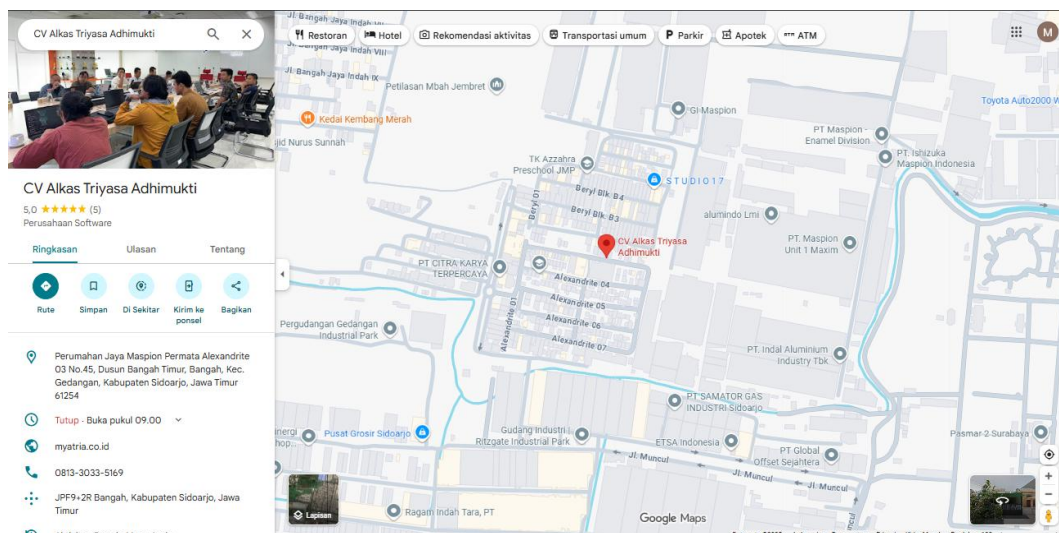 CV Alkas Triyasa Adhimukti
CV Alkas Triyasa Adhimukti
5,0 ★★★★★ (5)
Perusahaan Software
Ringkasan
Ulasan
Tentang
Rute
Simpan
Di Sekitar
Kirim ke
ponsel
Bagikan
Perumahan Jaya Maspion Permata Alexandrite
03 No.45, Dusun Bangah Timur, Bangah, Kec.
Gedangan, Kabupaten Sidoarjo, Jawa Timur
61254
Tutup - Buka pukul 09.00
myatria.co.id
0813-3033-5169
JPF9+2R Bangah, Kabupaten Sidoarjo, Jawa
Timur
Restoran
Hotel
Rekomendasi aktivitas
Transportasi umum
P Parkir
Apotek
ATM
M
Jl. Bangah Jaya Indah VIII
Jl. Bangah Jaya Indah IX
Petilasan Mbah Jembret
Kedai Kembang
Merah
Nurus Sunnah
GI Maspion
Toyota Auto2000
PT Maspion -
Enamel Division
PT. Ishizuka
Maspion Indonesia
TK Azzahra
Preschool JMP
STUDIO17
Beryl 01
Beryl Blk. B4
Beryl Blk. B3
alumindo Lmi
CV Alkas Triyasa
Adhimukti
PT. Maspion
Unit 1 Maxim
PT CITRA KARYA
TERPERCAYA
Alexandrite 04
Alexandrite 05
Alexandrite 06
Alexandrite 07
Alexandrite 01
Pergudangan Gedangan
Industrial Park
PT. Indal Aluminium
Industry Tbk
PT SAMATOR GAS
INDUSTRI Sidoarjo
Pusat Grosir Sidoarjo
Gudang Industri
Ritzgate Industrial Park
ETSA Indonesia
PT Global
Offset Sejahtera
Pasmar-2 Surabaya
Jl. Muncul
Jl. Muncul
Jl. Muncul
Lapisan
Ragam Indah Tara, PT
Google Maps